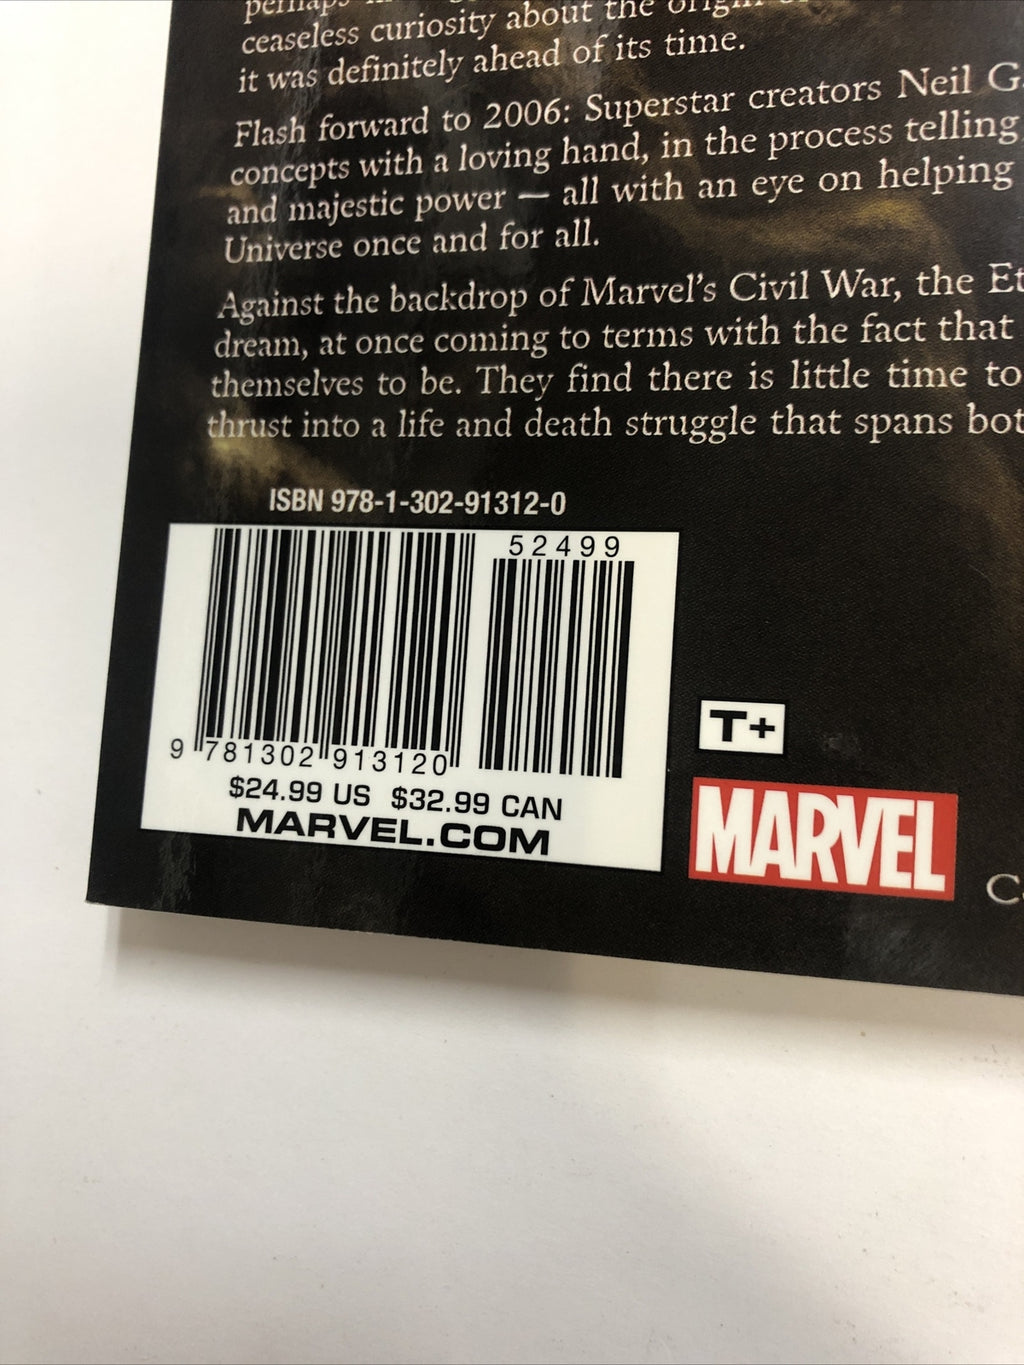 perhaps
ceaseless curiosity about the origin
it was definitely ahead of its time.
Flash forward to 2006: Superstar creators Neil G
concepts with a loving hand, in the process telling
and majestic power — all with an eye on helping
Universe once and for all.
Against the backdrop of Marvel's Civil War, the Et
dream, at once coming to terms with the fact that
themselves to be. They find there is little time to
thrust into a life and death struggle that spans bot
ISBN 978-1-302-91312-0
52499
9 781302 913120
$24.99 US $32.99 CAN
MARVEL.COM
T+
MARVEL
C